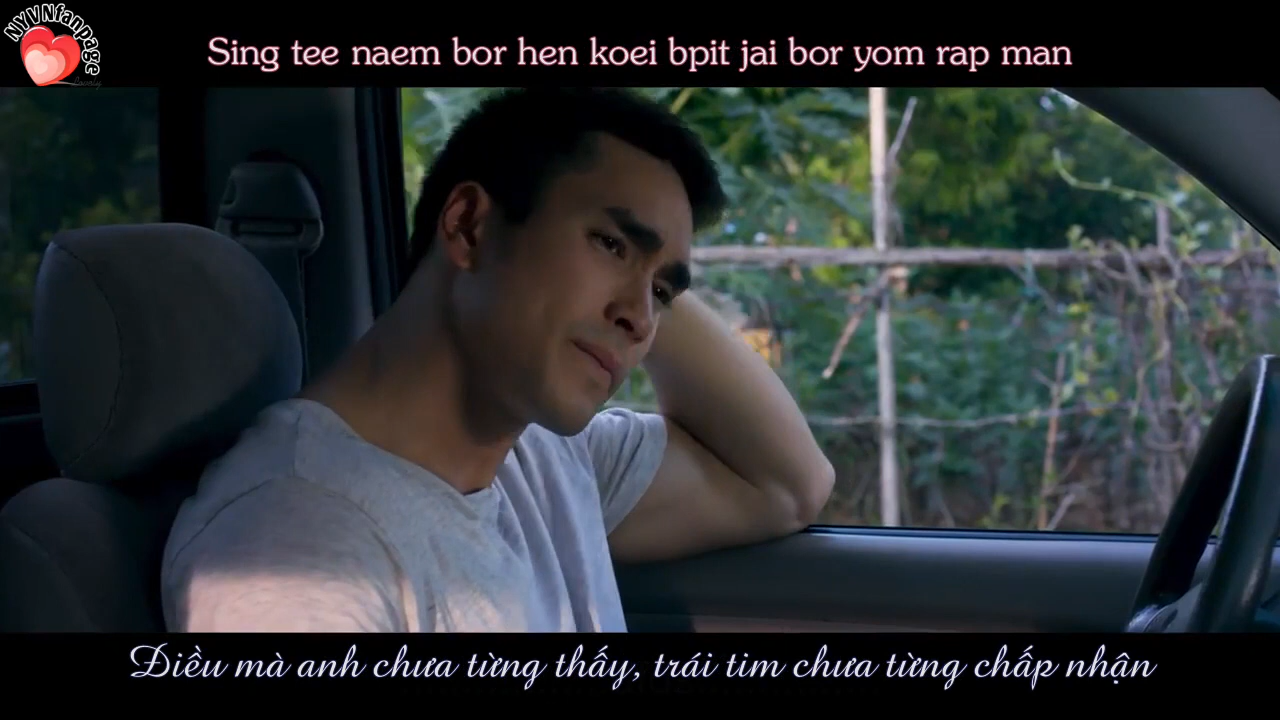 NYVNfanpage
Sing tee naem bor hen koei bpit jai bor yom rap man
Điều mà anh chưa từng thấy, trái tim chưa từng chấp nhận